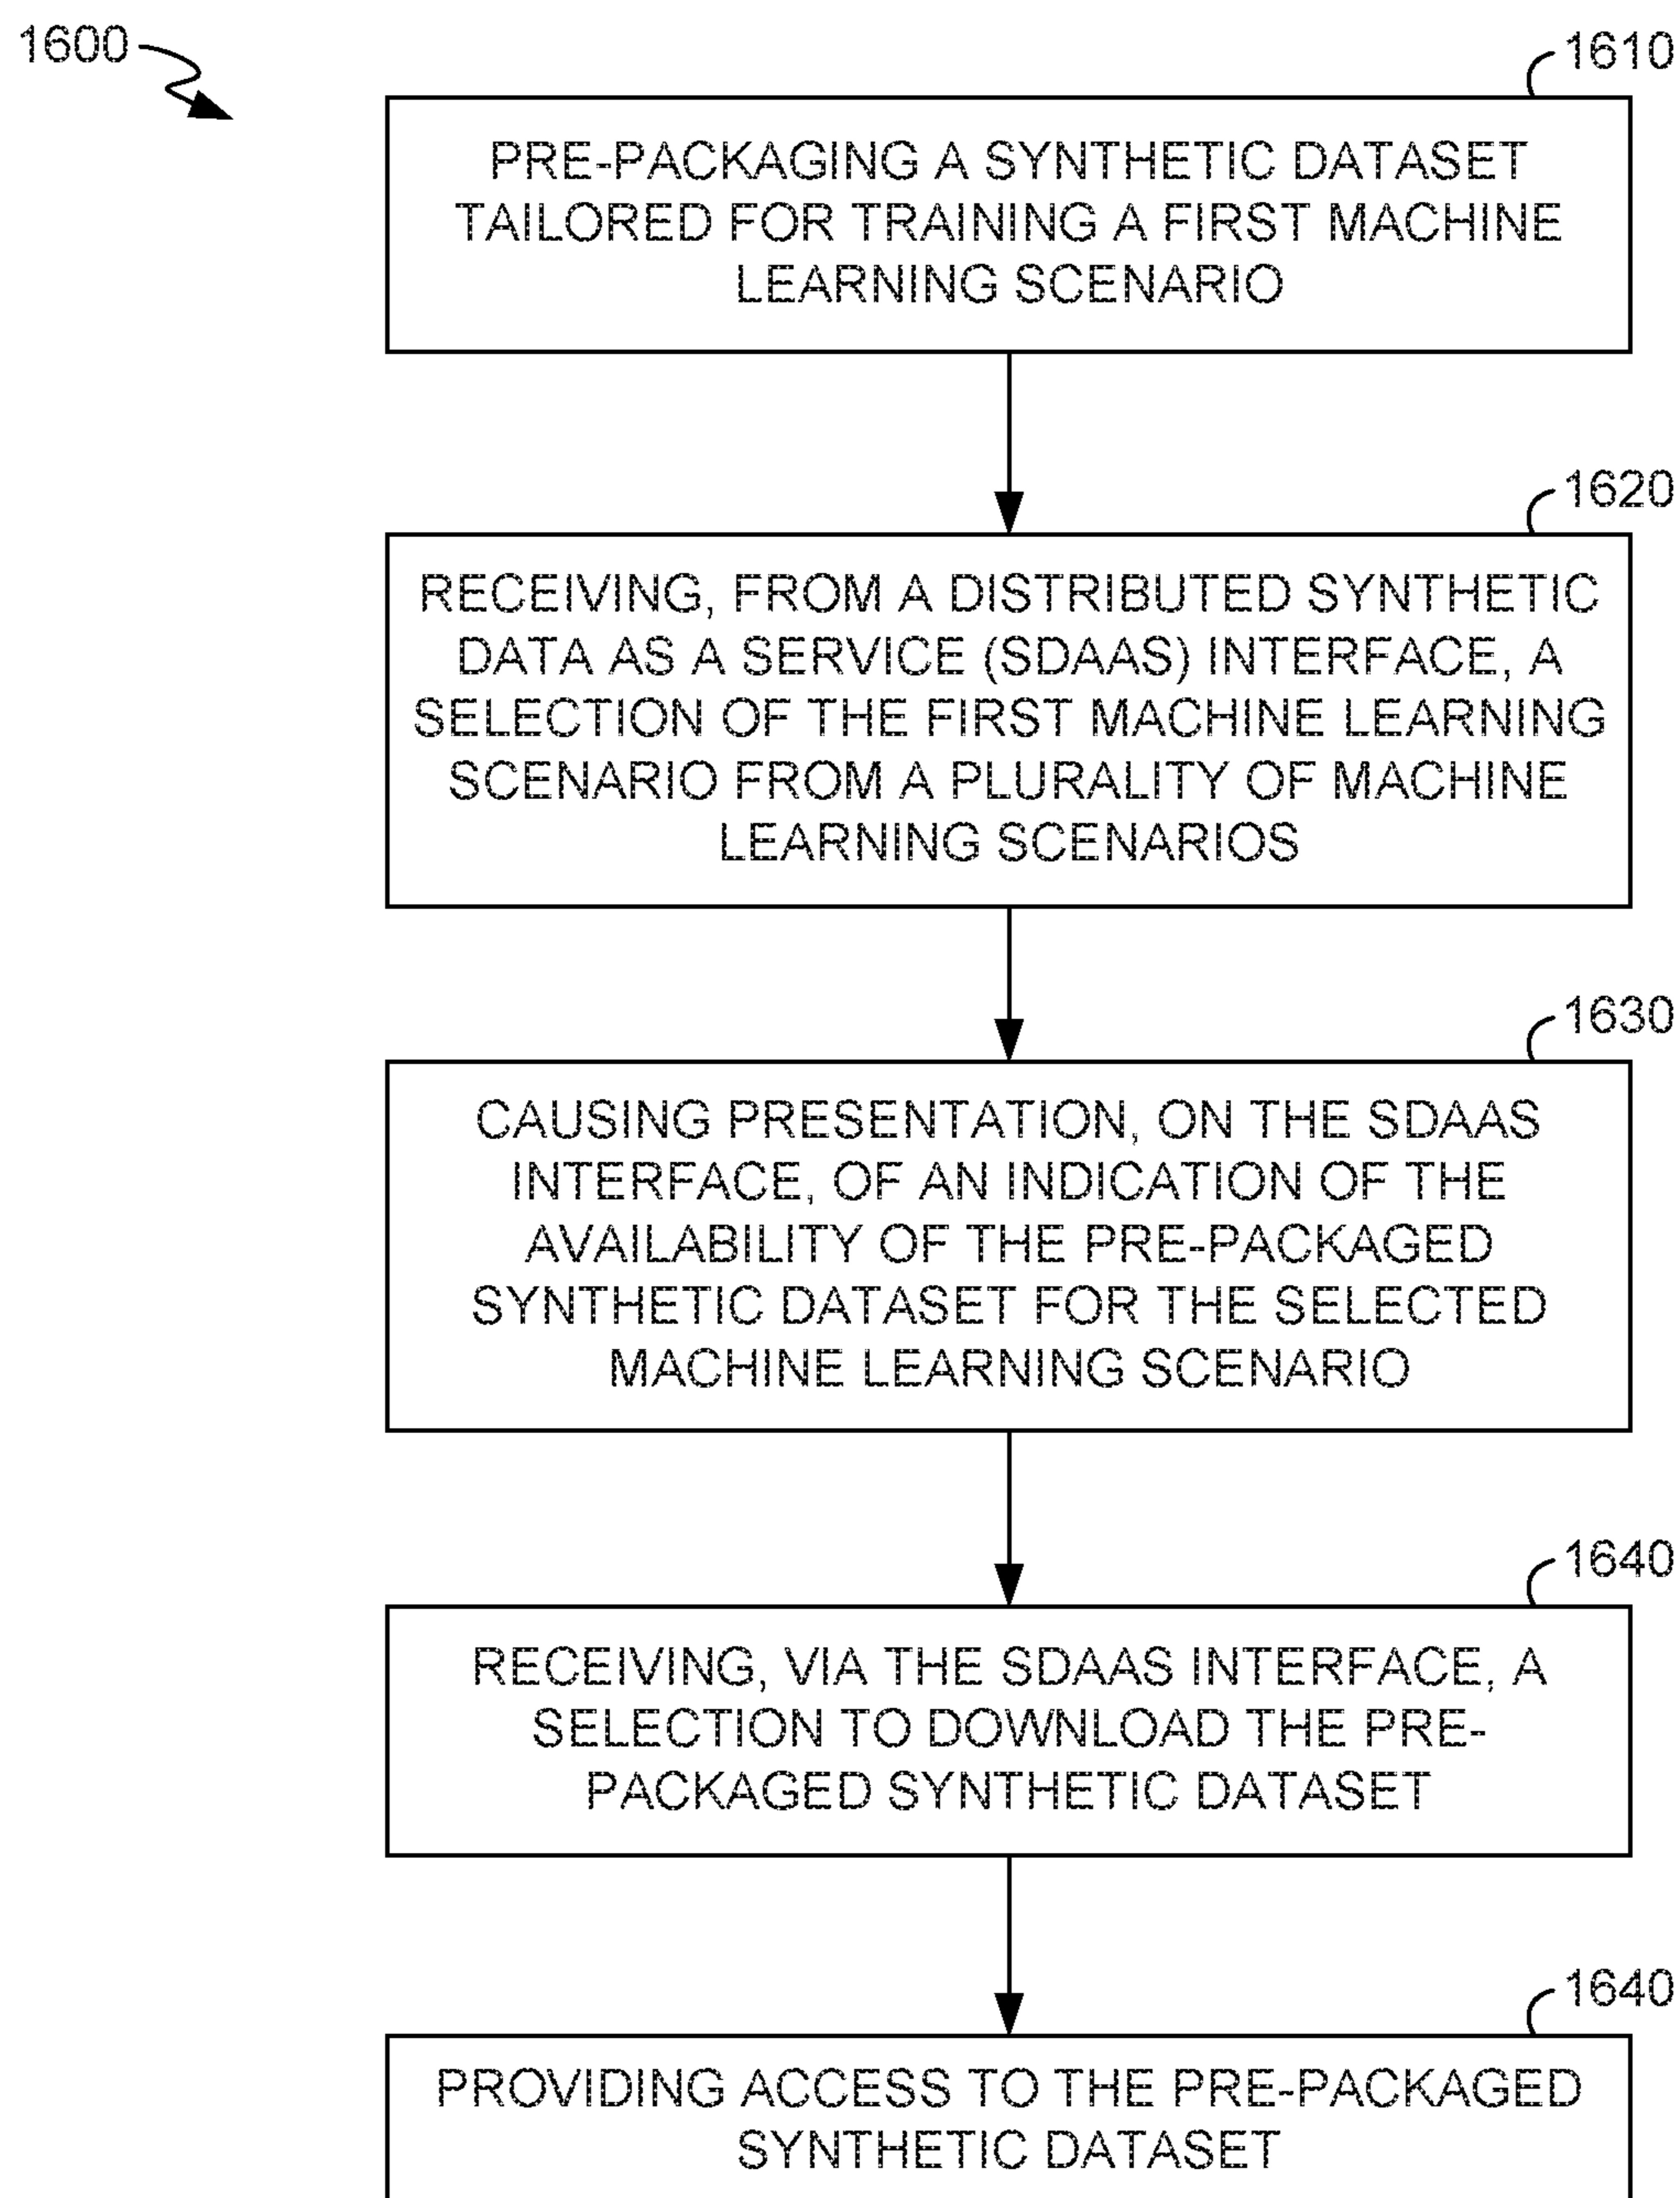 1600
1610
PRE-PACKAGING A SYNTHETIC DATASET
TAILORED FOR TRAINING A FIRST MACHINE
LEARNING SCENARIO
1620
RECEIVING, FROM A DISTRIBUTED SYNTHETIC
DATA AS A SERVICE (SDAAS) INTERFACE, A
SELECTION OF THE FIRST MACHINE LEARNING
SCENARIO FROM A PLURALITY OF MACHINE
LEARNING SCENARIOS
1630
CAUSING PRESENTATION, ON THE SDAAS
INTERFACE, OF AN INDICATION OF THE
AVAILABILITY OF THE PRE-PACKAGED
SYNTHETIC DATASET FOR THE SELECTED
MACHINE LEARNING SCENARIO
1640
RECEIVING, VIA THE SDAAS INTERFACE, A
SELECTION TO DOWNLOAD THE PRE-
PACKAGED SYNTHETIC DATASET
1640
PROVIDING ACCESS TO THE PRE-PACKAGED
SYNTHETIC DATASET